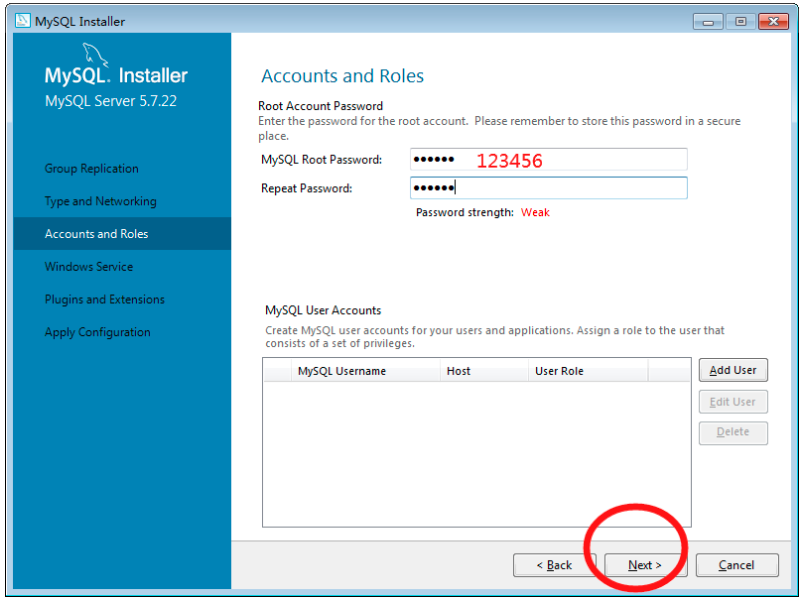 MySQL Installer
MySQL. Installer
MySQL Server 5.7.22
Group Replication
Type and Networking
Accounts and Roles
Windows Service
Plugins and Extensions
Apply Configuration
Accounts and Roles
Root Account Password
Enter the password for the root account. Please remember to store this password in a secure
place.
MySQL Root Password: •••••• 123456
Repeat Password: ••••••
Password strength: Weak
MySQL User Accounts
Create MySQL user accounts for your users and applications. Assign a role to the user that
consists of a set of privileges.
MySQL Username Host User Role
Add User
Edit User
Delete
< Back Next > Cancel